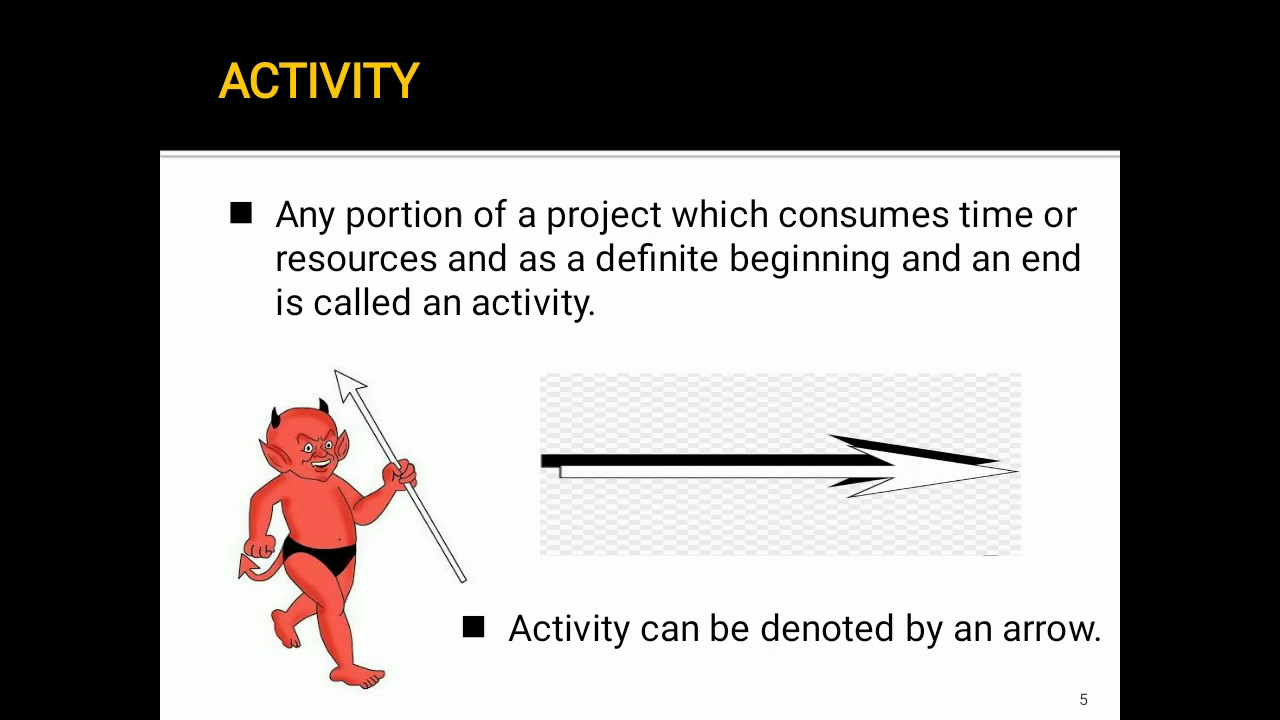 ACTIVITY
■ Any portion of a project which consumes time or
resources and as a definite beginning and an end
is called an activity.
■ Activity can be denoted by an arrow.
5